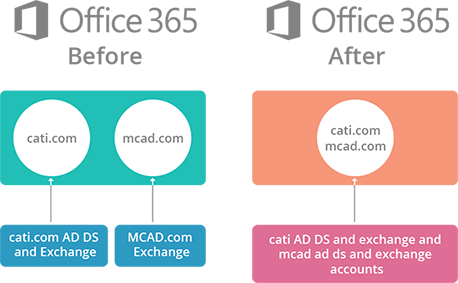 Office 365
Before
cati.com
mcad.com
cati.com AD DS
and Exchange
MCAD.com
Exchange
Office 365
After
cati.com
mcad.com
cati AD DS and exchange and
mcad ad ds and exchange
accounts